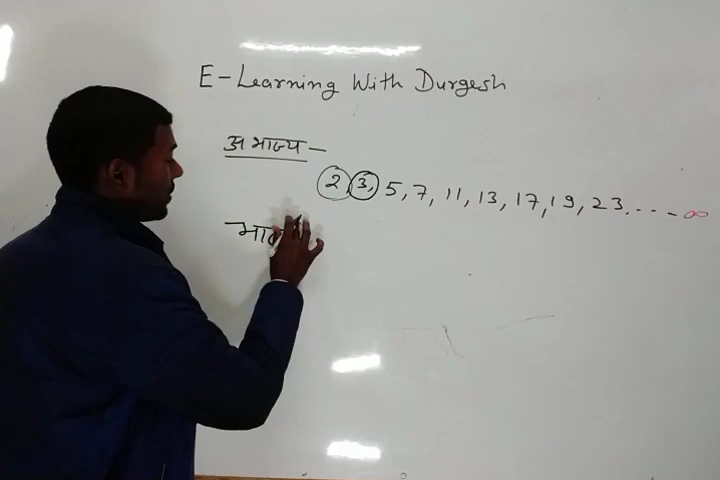 E-Learning With Durgesh
अभाज्य -
2, 3, 5, 7, 11, 13, 17, 19, 23, ... - ∞